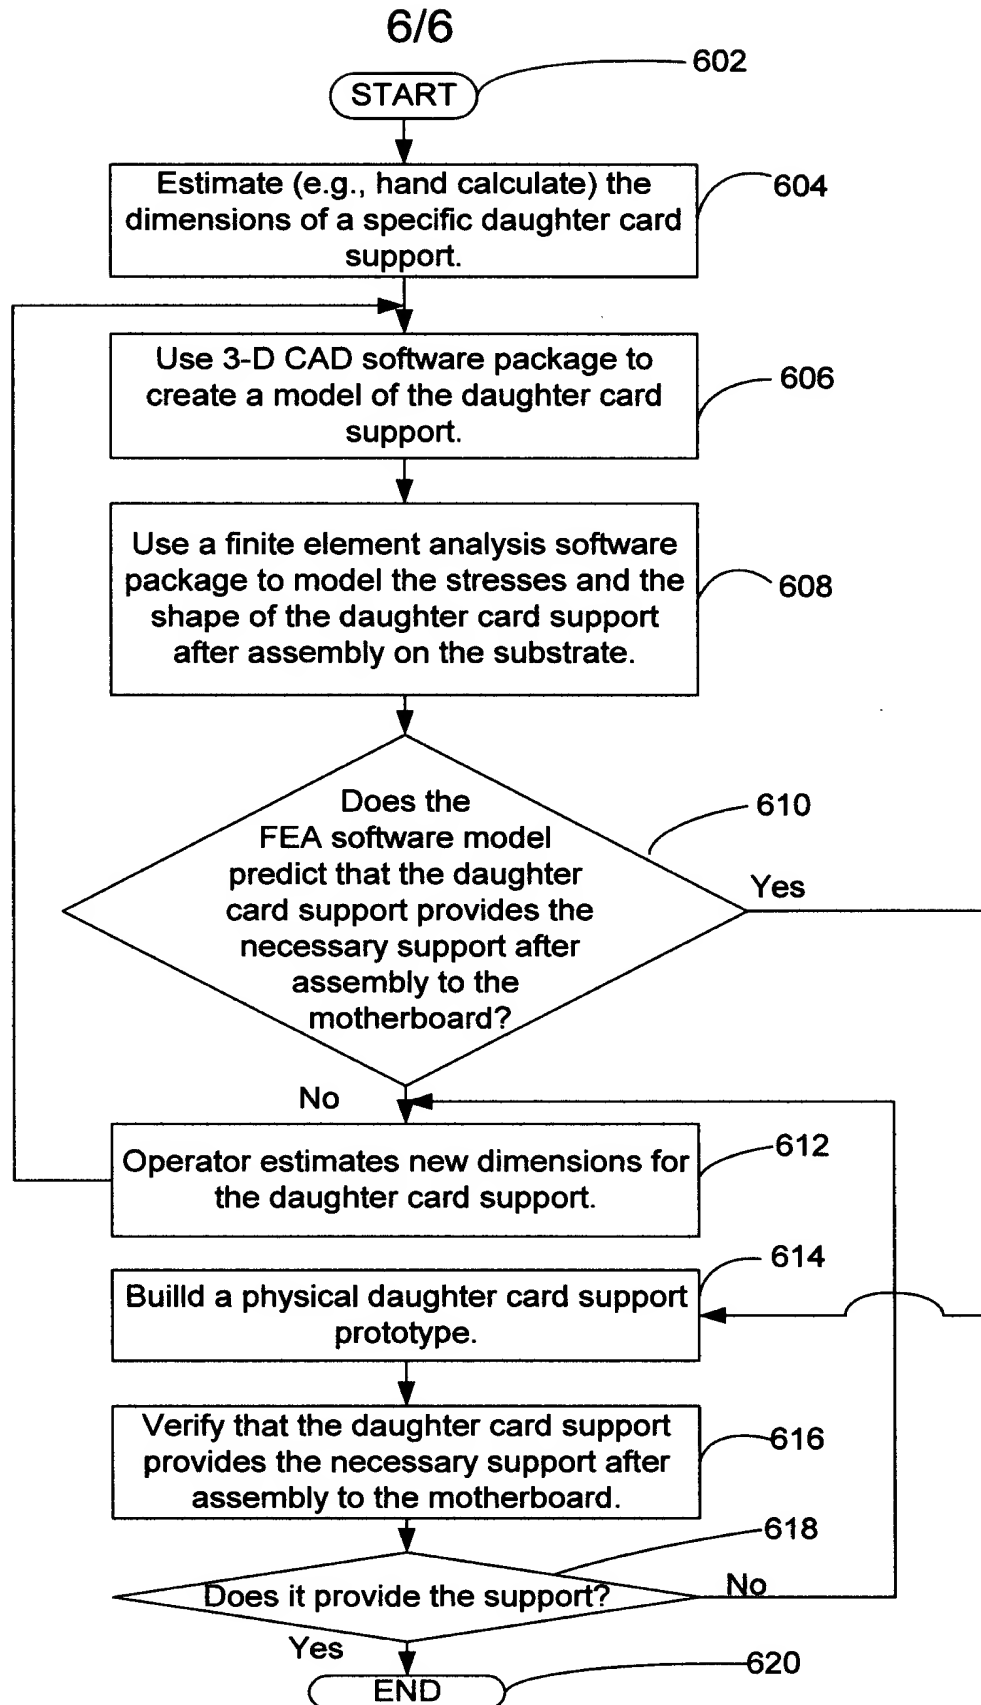 6/6
602
START
Estimate (e.g., hand calculate) the
dimensions of a specific daughter card
support.
604
Use 3-D CAD software package to
create a model of the daughter card
support.
606
Use a finite element analysis software
package to model the stresses and the
shape of the daughter card support
after assembly on the substrate.
608
Does the
FEA software model
predict that the daughter
card support provides the
necessary support after
assembly to the
motherboard?
610
Yes
No
Operator estimates new dimensions for
the daughter card support.
612
Builld a physical daughter card support
prototype.
614
Verify that the daughter card support
provides the necessary support after
assembly to the motherboard.
616
618
Does it provide the support?
No
Yes
END
620